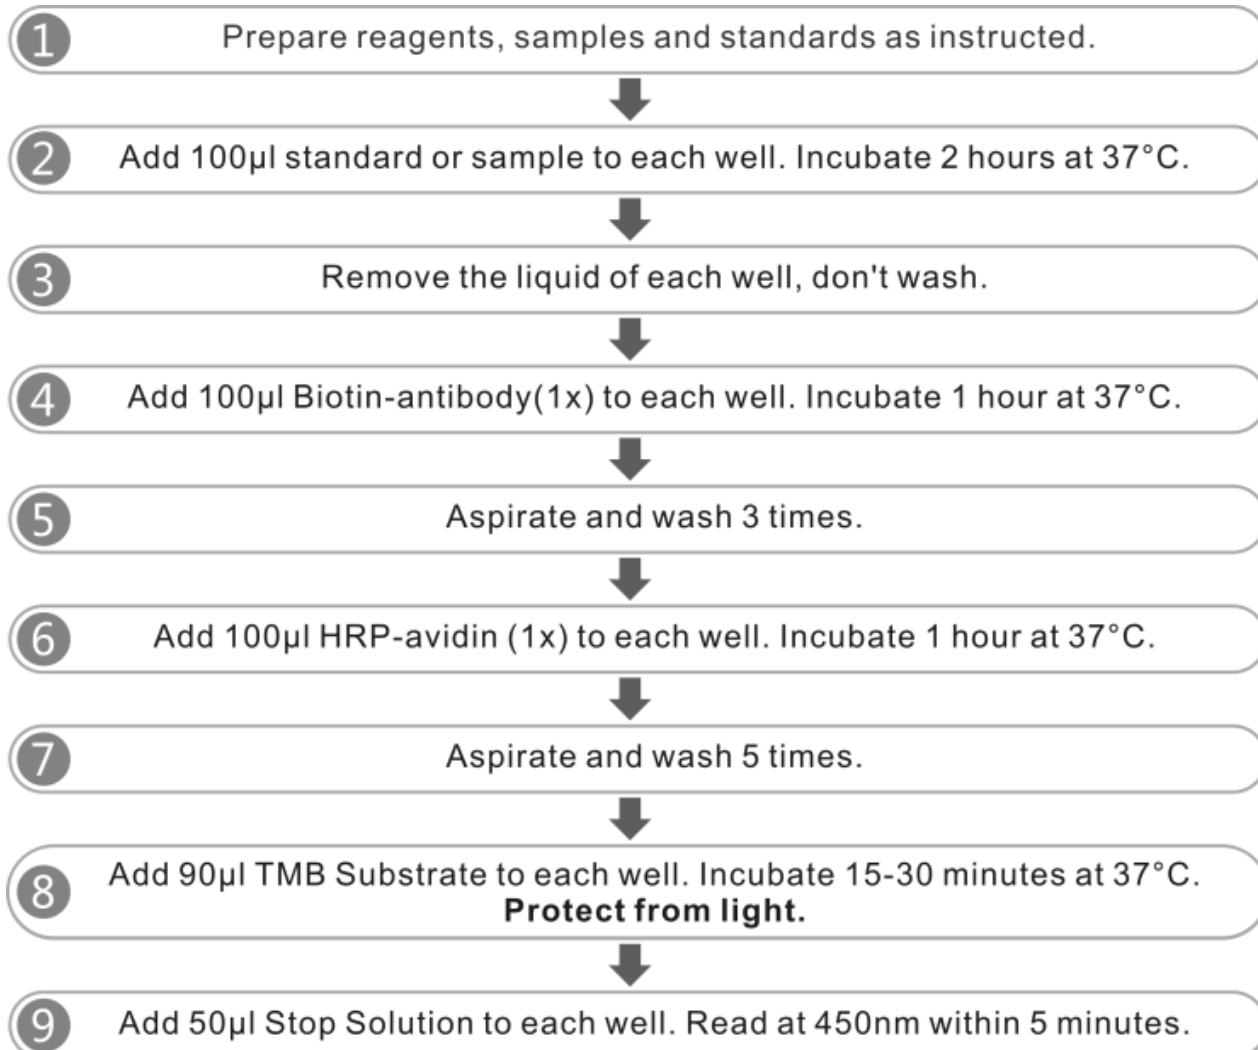 1 Prepare reagents, samples and standards as instructed.
2 Add 100µl standard or sample to each well. Incubate 2 hours at 37°C.
3 Remove the liquid of each well, don't wash.
4 Add 100µl Biotin-antibody(1x) to each well. Incubate 1 hour at 37°C.
5 Aspirate and wash 3 times.
6 Add 100µl HRP-avidin (1x) to each well. Incubate 1 hour at 37°C.
7 Aspirate and wash 5 times.
8 Add 90µl TMB Substrate to each well. Incubate 15-30 minutes at 37°C.
Protect from light.
9 Add 50µl Stop Solution to each well. Read at 450nm within 5 minutes.